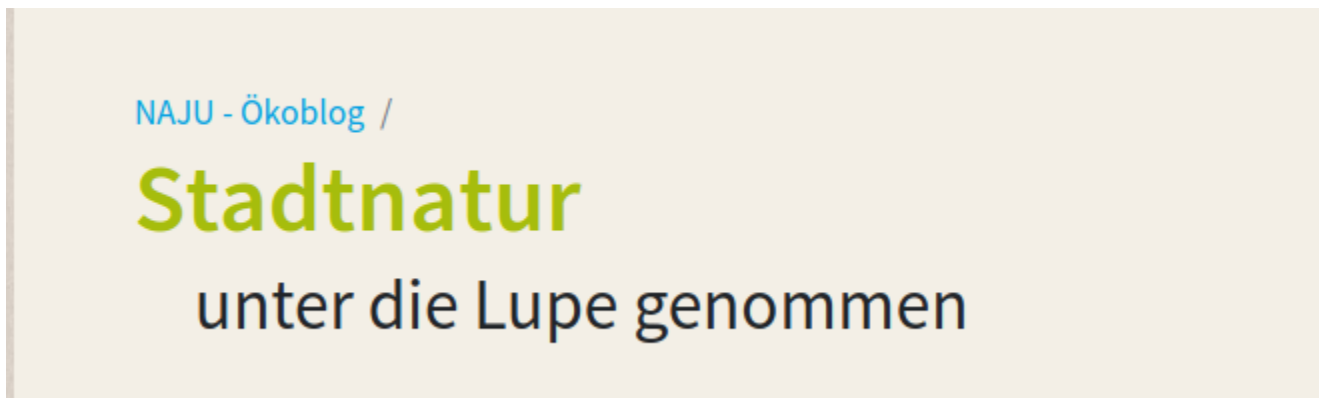 NAJU - Ökoblog /
Stadtnatur
unter die Lupe genommen